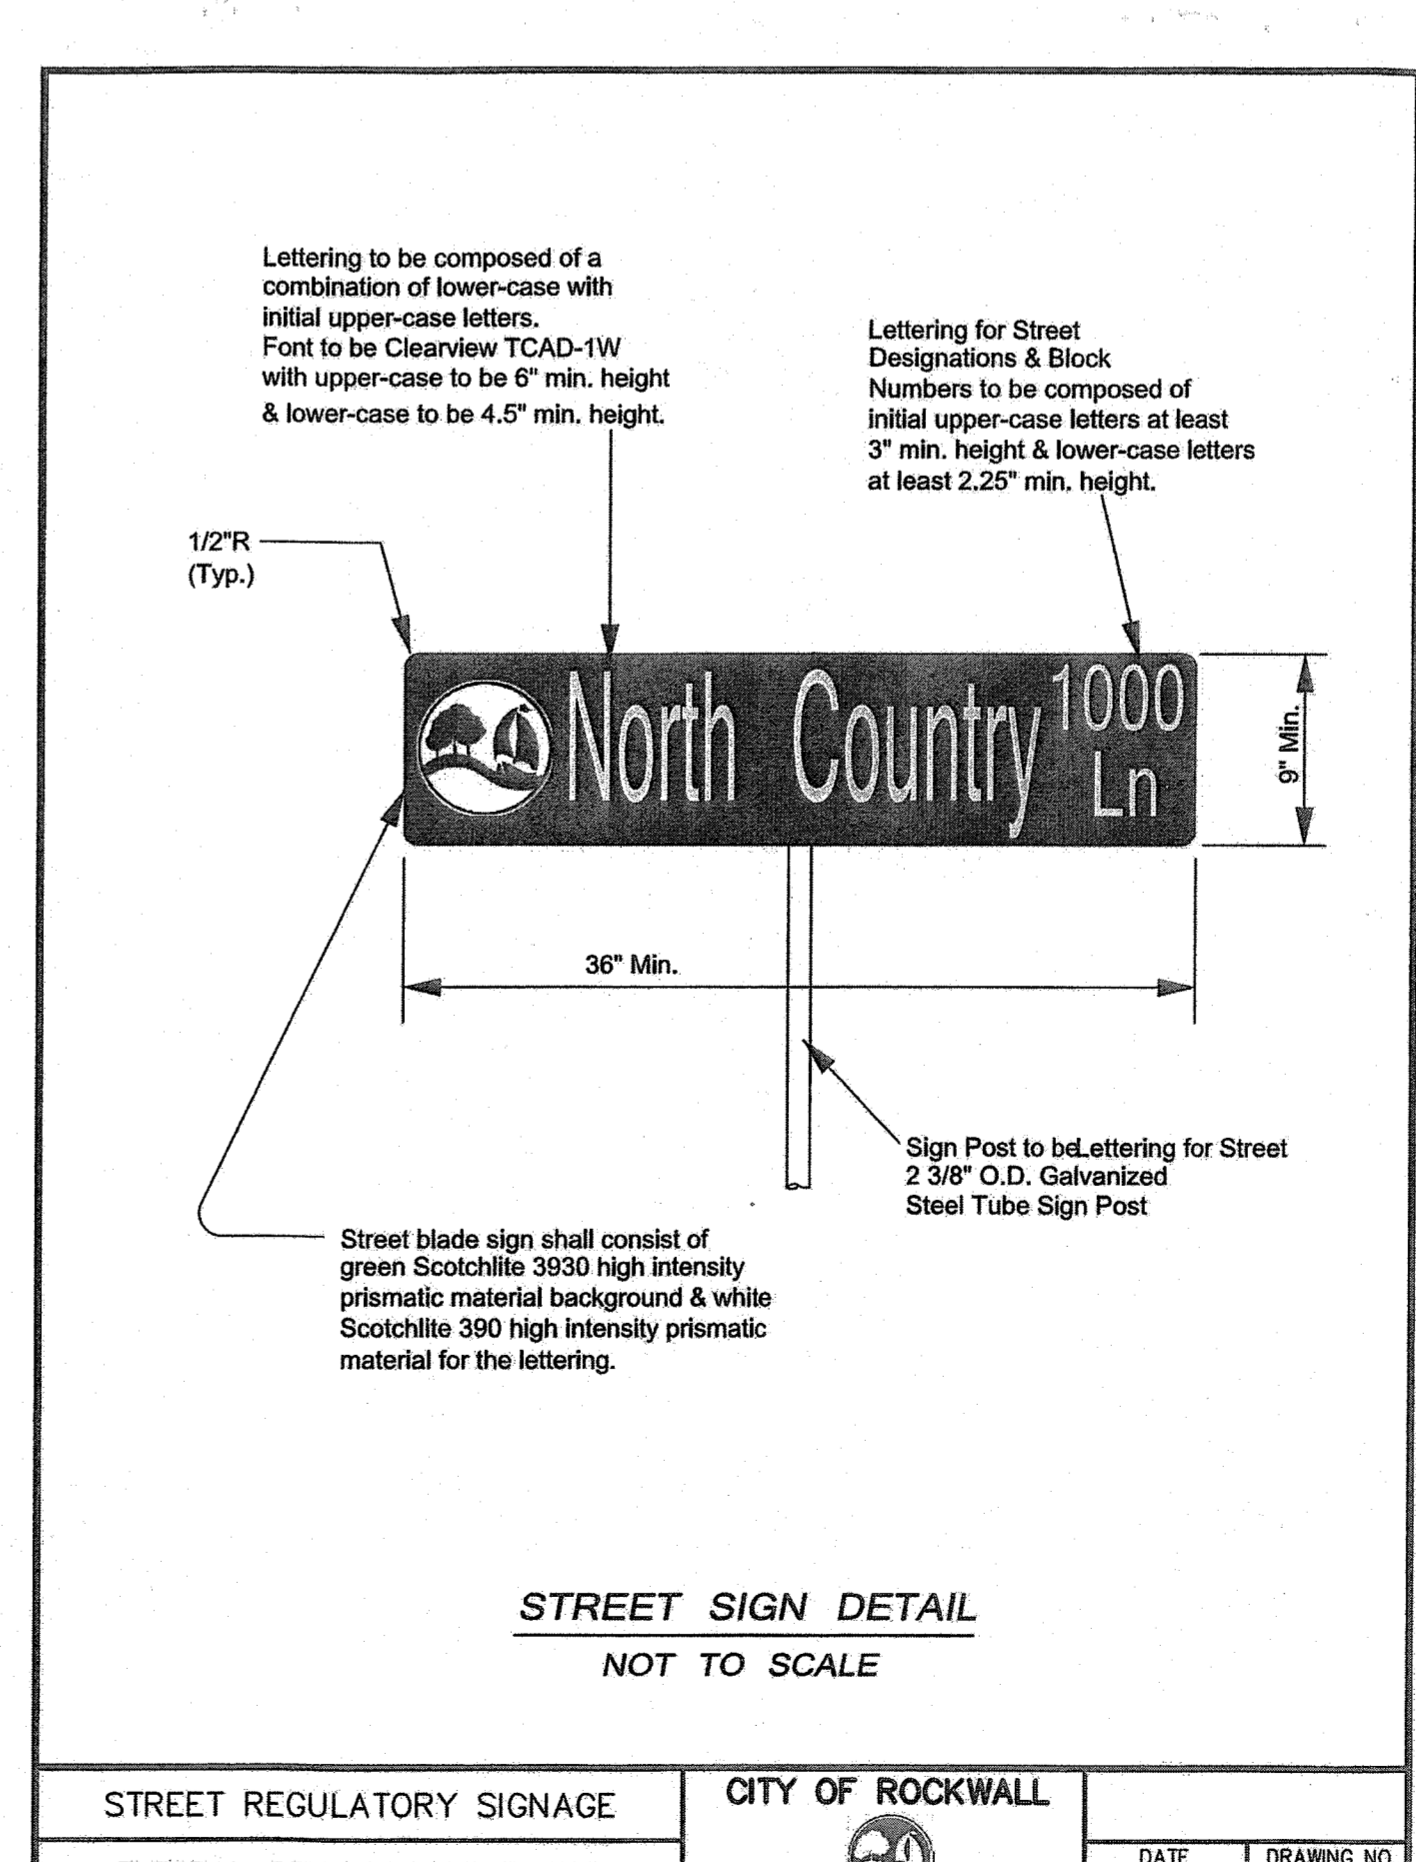 Lettering to be composed of a
combination of lower-case with
initial upper-case letters.
Font to be Clearview TCAD-1W
with upper-case to be 6" min. height
& lower-case to be 4.5" min. height.
Lettering for Street
Designations & Block
Numbers to be composed of
initial upper-case letters at least
3" min. height & lower-case letters
at least 2.25" min. height.
1/2"R
(Typ.)
North Country
1000
Ln
9" Min.
36" Min.
Sign Post to beLettering for Street
2 3/8" O.D. Galvanized
Steel Tube Sign Post
Street blade sign shall consist of
green Scotchlite 3930 high intensity
prismatic material background & white
Scotchlite 390 high intensity prismatic
material for the lettering.
STREET SIGN DETAIL
NOT TO SCALE
STREET REGULATORY SIGNAGE
CITY OF ROCKWALL
DATE
DRAWING NO